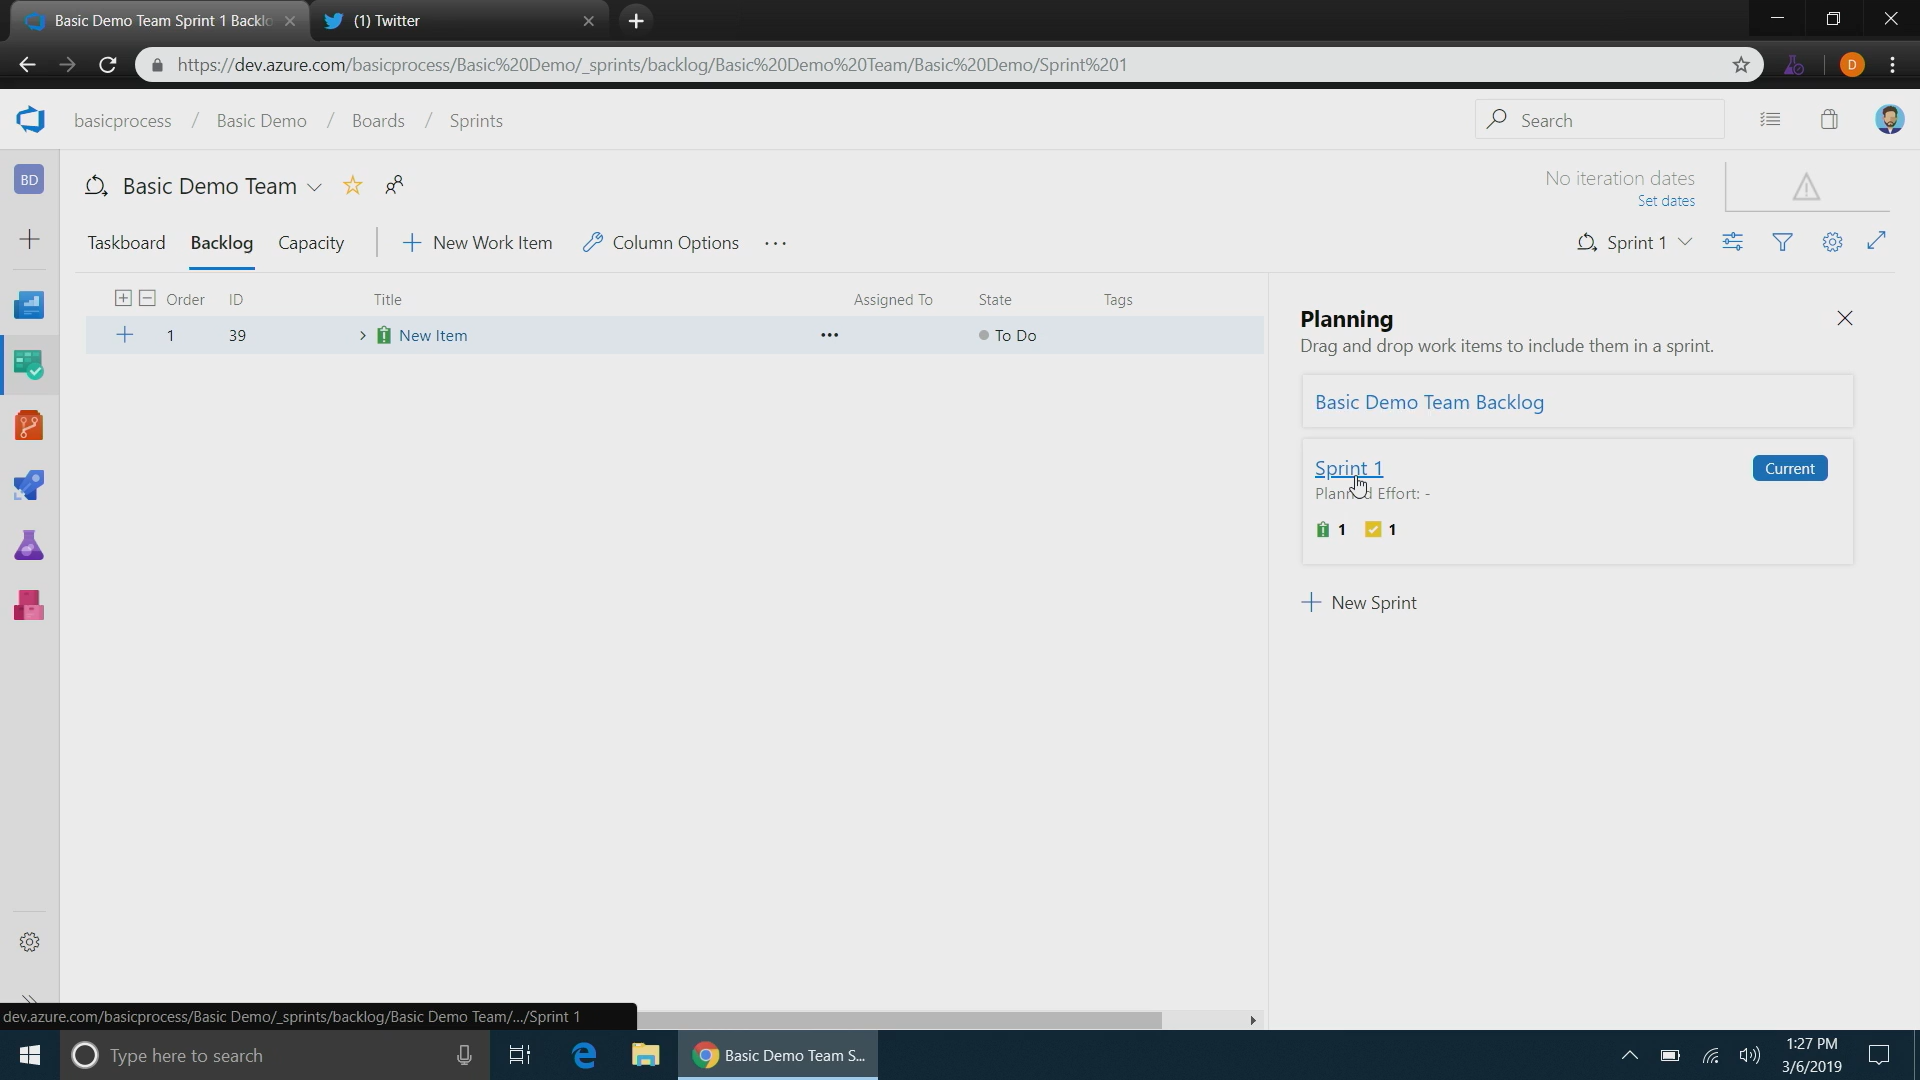 Basic Demo Team Sprint 1 Backlo
(1) Twitter
https://dev.azure.com/basicprocess/Basic%20Demo/_sprints/backlog/Basic%20Demo%20Team/Basic%20Demo/Sprint%201
D
basicprocess / Basic Demo / Boards / Sprints
Search
BD
Basic Demo Team
No iteration dates
Set dates
Taskboard Backlog Capacity New Work Item Column Options
Sprint 1
Order ID Title Assigned To State Tags
1 39 New Item To Do
Planning
Drag and drop work items to include them in a sprint.
Basic Demo Team Backlog
Sprint 1
Current
Planned Effort: -
1 1
New Sprint
dev.azure.com/basicprocess/Basic Demo/_sprints/backlog/Basic Demo Team/.../Sprint 1
Type here to search
Basic Demo Team S...
1:27 PM
3/6/2019